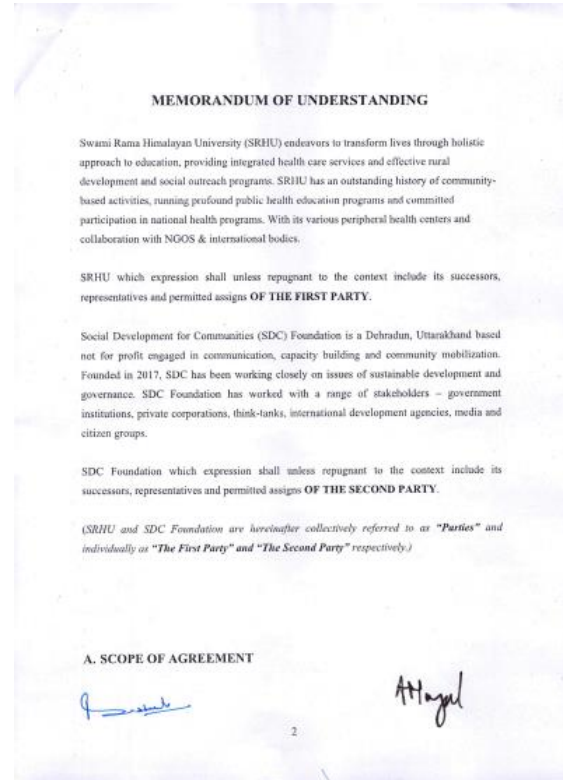 MEMORANDUM OF UNDERSTANDING
Swami Rama Himalayan University (SRHU) endeavors to transform lives through holistic
approach to education, providing integrated health care services and effective rural
development and social outreach programs. SRHU has an outstanding history of community-
based activities, running profound public health education programs and committed
participation in national health programs. With its various peripheral health centers and
collaboration with NGOS & international bodies.
SRHU which expression shall unless repugnant to the context include its successors,
representatives and permitted assigns OF THE FIRST PARTY.
Social Development for Communities (SDC) Foundation is a Dehradun, Uttarakhand based
not for profit engaged in communication, capacity building and community mobilization.
Founded in 2017, SDC has been working closely on issues of sustainable development and
governance. SDC Foundation has worked with a range of stakeholders – government
institutions, private corporations, think-tanks, international development agencies, media and
citizen groups.
SDC Foundation which expression shall unless repugnant to the context include its
successors, representatives and permitted assigns OF THE SECOND PARTY.
(SRHU and SDC Foundation are hereinafter collectively referred to as “Parties” and
individually as “The First Party” and “The Second Party” respectively.)
A. SCOPE OF AGREEMENT
2